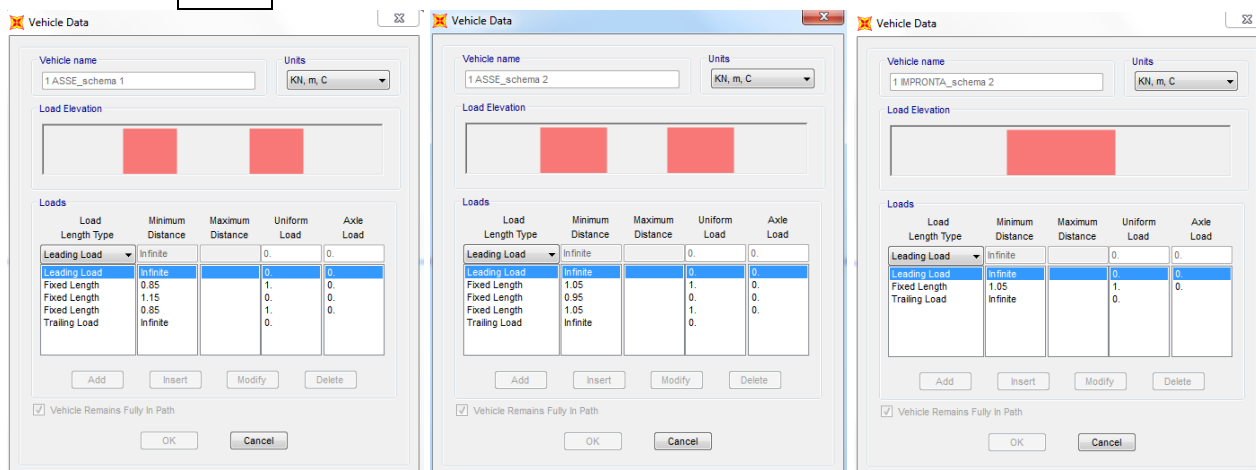 Vehicle Data
Vehicle name
Units
1 ASSE_schema 1
KN, m, C
Load Elevation
Loads
Load Length Type Minimum Distance Maximum Distance Uniform Load Axle Load
Leading Load Infinite 0. 0.
Leading Load Infinite 0. 0.
Fixed Length 0.85 1. 0.
Fixed Length 1.15 0. 0.
Fixed Length 0.85 1. 0.
Trailing Load Infinite 0.
Add Insert Modify Delete
Vehicle Remains Fully In Path
OK Cancel
Vehicle Data
Vehicle name
Units
1 ASSE_schema 2
KN, m, C
Load Elevation
Loads
Load Length Type Minimum Distance Maximum Distance Uniform Load Axle Load
Leading Load Infinite 0. 0.
Leading Load Infinite 0. 0.
Fixed Length 1.05 1. 0.
Fixed Length 0.95 0. 0.
Fixed Length 1.05 1. 0.
Trailing Load Infinite 0.
Add Insert Modify Delete
Vehicle Remains Fully In Path
OK Cancel
Vehicle Data
Vehicle name
Units
1 IMPRONTA_schema 2
KN, m, C
Load Elevation
Loads
Load Length Type Minimum Distance Maximum Distance Uniform Load Axle Load
Leading Load Infinite 0. 0.
Leading Load Infinite 0. 0.
Fixed Length 1.05 1. 0.
Trailing Load Infinite 0.
Add Insert Modify Delete
Vehicle Remains Fully In Path
OK Cancel